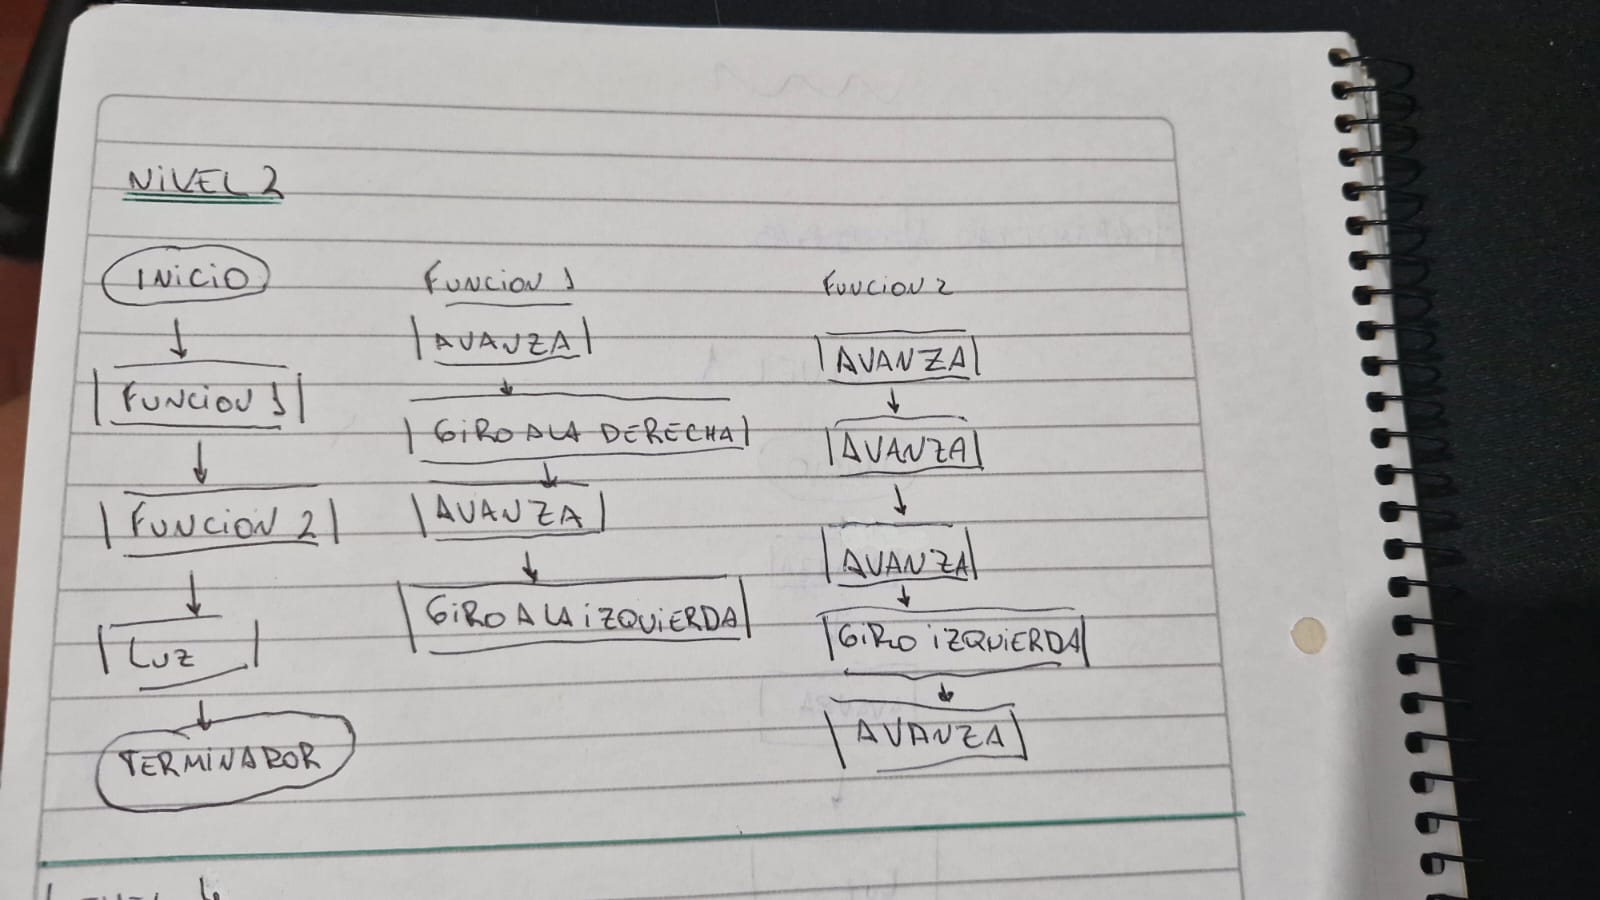 NIVEL 2
INICIO
FUNCION 1
FUNCION 2
LUZ
TERMINADOR
FUNCION 1
AVANZA
GIRO A LA DERECHA
AVANZA
GIRO A LA IZQUIERDA
FUNCION 2
AVANZA
AVANZA
AVANZA
GIRO IZQUIERDA
AVANZA